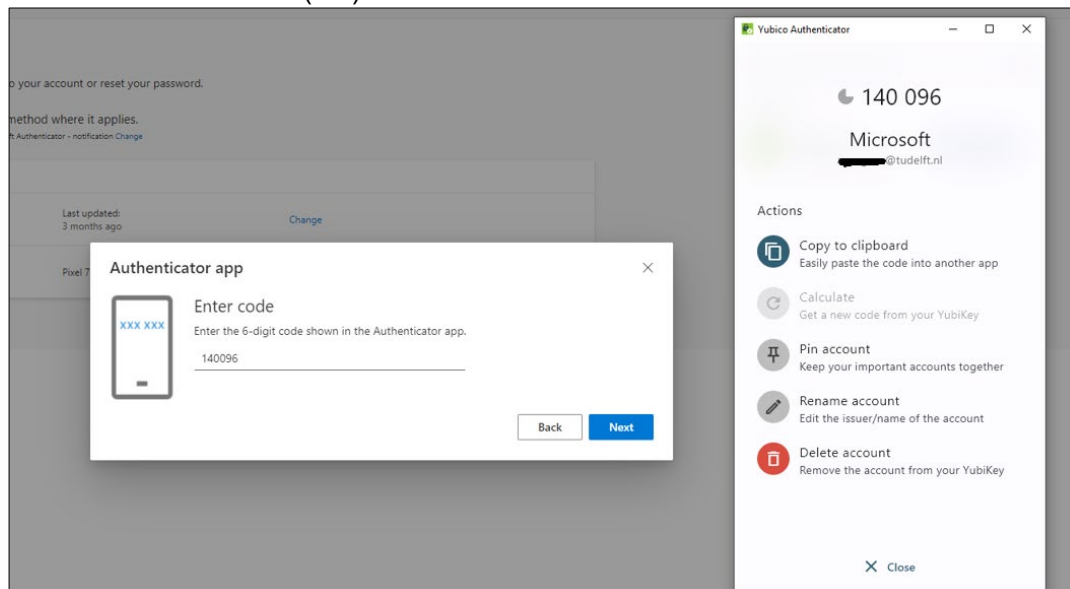 o your account or reset your password.
method where it applies.
ft Authenticator - notification Change
Last updated:
3 months ago
Change
Pixel 7
Authenticator app
XXX XXX
Enter code
Enter the 6-digit code shown in the Authenticator app.
140096
Back Next
Yubico Authenticator
140 096
Microsoft
@tudelft.nl
Actions
Copy to clipboard
Easily paste the code into another app
Calculate
Get a new code from your YubiKey
Pin account
Keep your important accounts together
Rename account
Edit the issuer/name of the account
Delete account
Remove the account from your YubiKey
Close